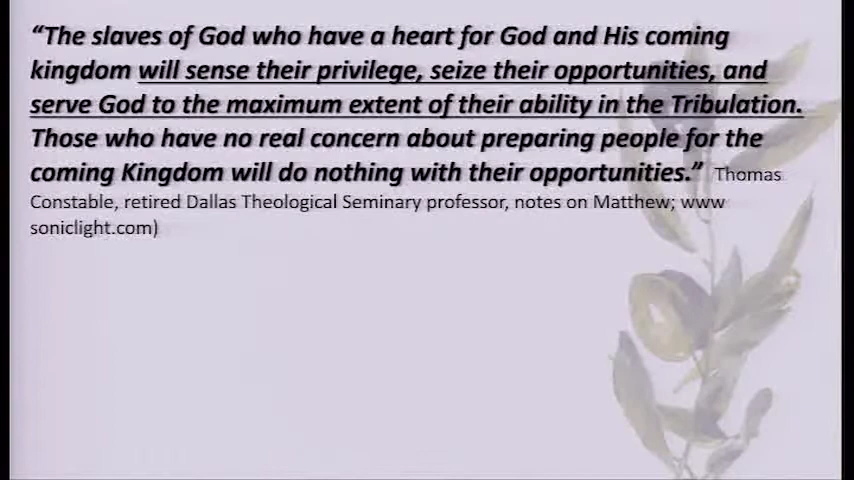 “The slaves of God who have a heart for God and His coming
kingdom will sense their privilege, seize their opportunities, and
serve God to the maximum extent of their ability in the Tribulation.
Those who have no real concern about preparing people for the
coming Kingdom will do nothing with their opportunities.” Thomas
Constable, retired Dallas Theological Seminary professor, notes on Matthew; www
soniclight.com)